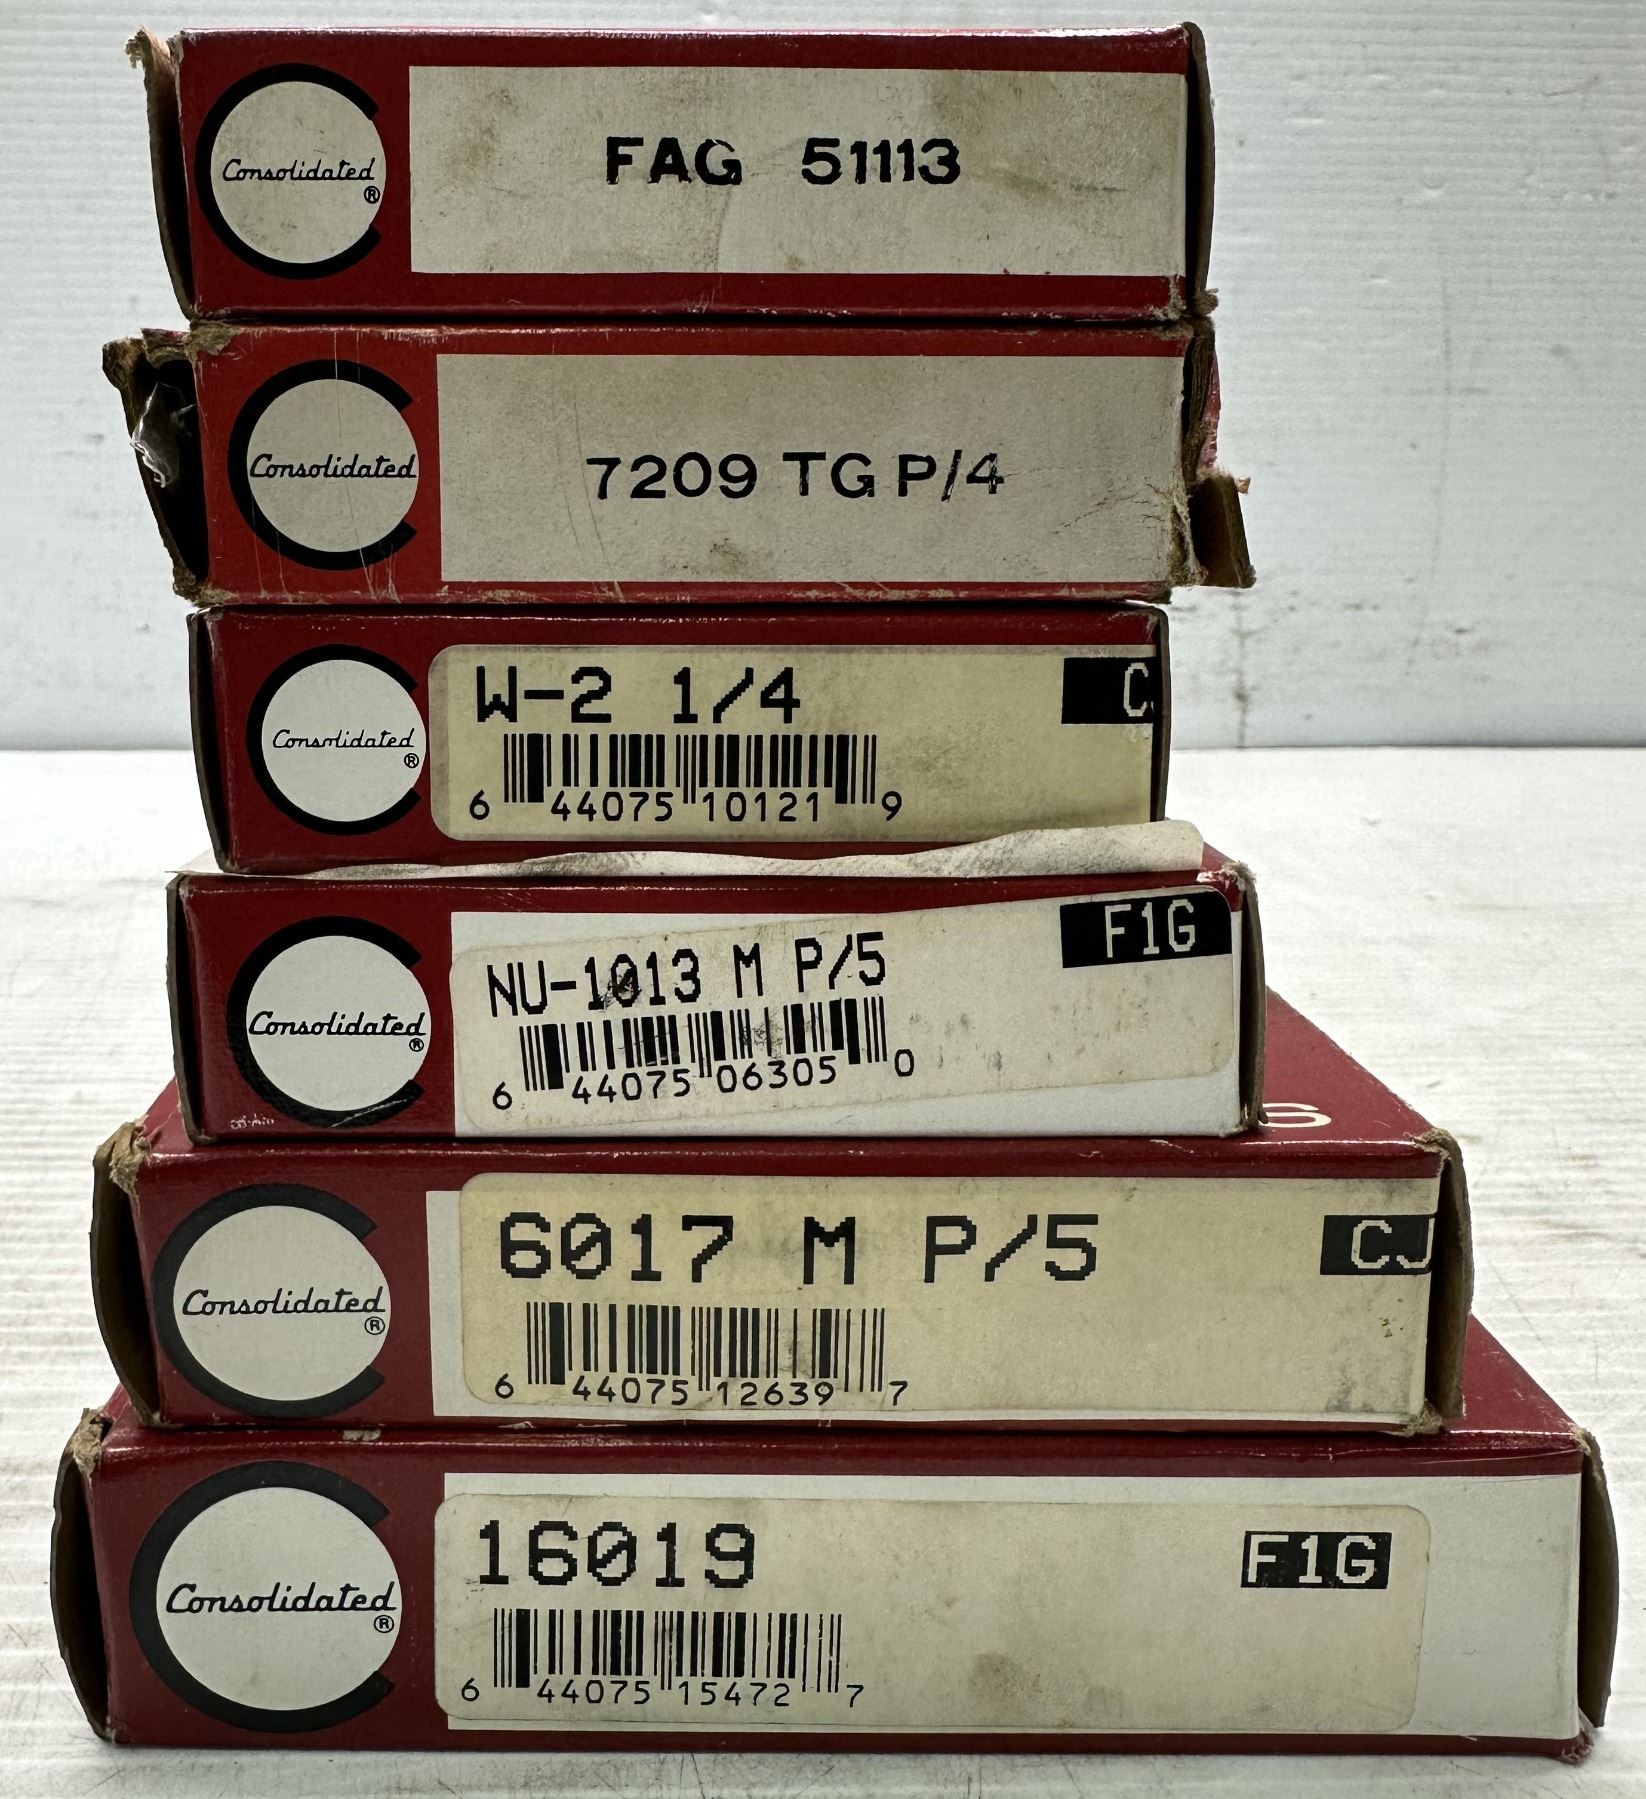 Consolidated®
FAG 51113
Consolidated
7209 TG P/4
Consolidated®
W-2 1/4
C
6 44075 10121 9
Consolidated®
NU-1013 M P/5
F1G
6 44075 06305 0
S
Consolidated®
6017 M P/5
CJ
6 44075 12639 7
Consolidated®
16019
F1G
6 44075 15472 7